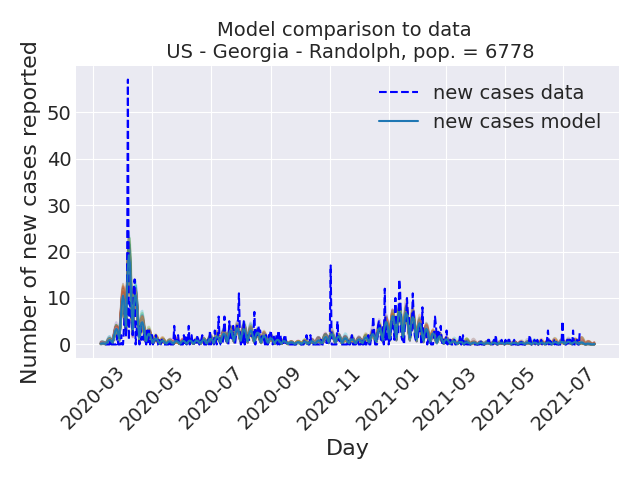 Model comparison to data
US - Georgia - Randolph, pop. = 6778
Number of new cases reported
50
40
30
20
10
0
new cases data
new cases model
2020-03
2020-05
2020-07
2020-09
2020-11
2021-01
2021-03
2021-05
2021-07
Day